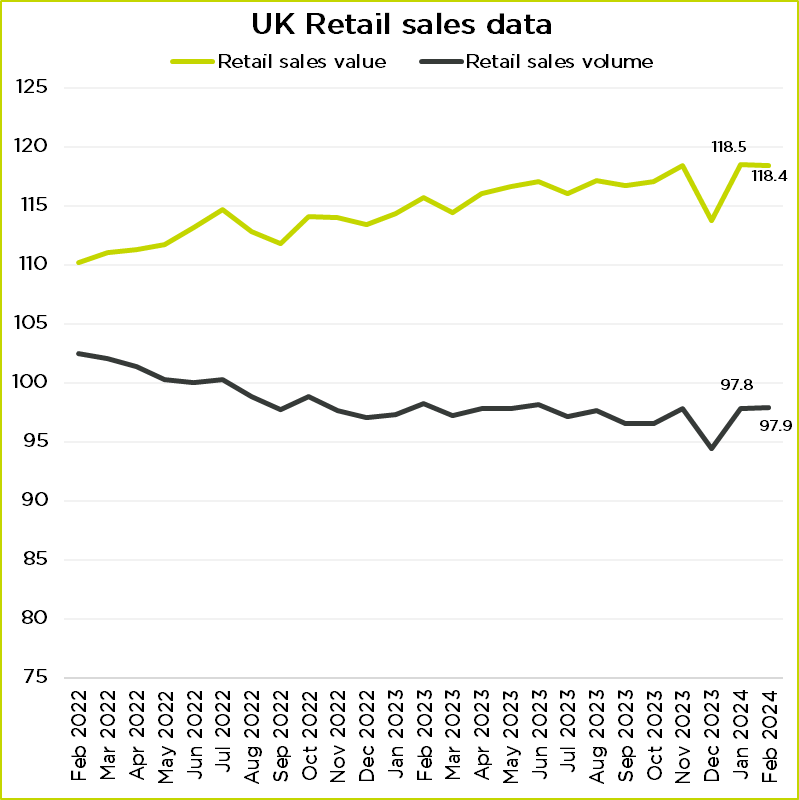 UK Retail sales data
Retail sales value
Retail sales volume
125
120
115
110
105
100
95
90
85
80
75
118.5
118.4
97.8
97.9
Feb 2022
Mar 2022
Apr 2022
May 2022
Jun 2022
Jul 2022
Aug 2022
Sep 2022
Oct 2022
Nov 2022
Dec 2022
Jan 2023
Feb 2023
Mar 2023
Apr 2023
May 2023
Jun 2023
Jul 2023
Aug 2023
Sep 2023
Oct 2023
Nov 2023
Dec 2023
Jan 2024
Feb 2024